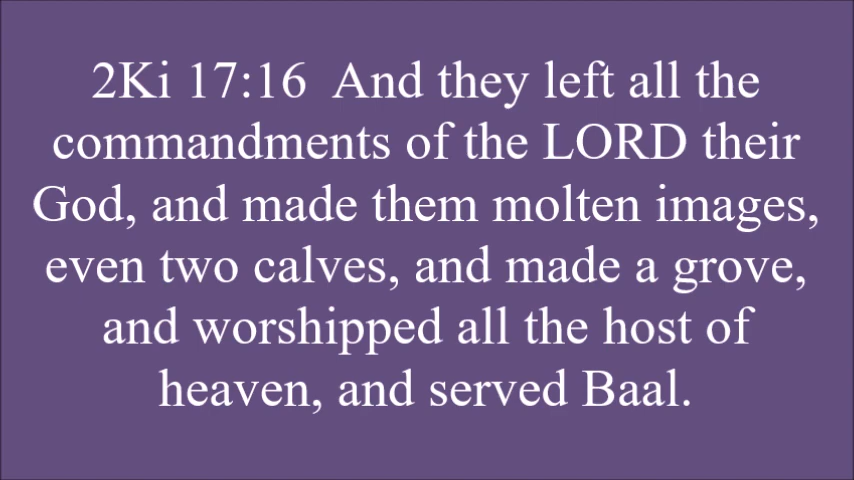 2Ki 17:16  And they left all the
commandments of the LORD their
God, and made them molten images,
even two calves, and made a grove,
and worshipped all the host of
heaven, and served Baal.